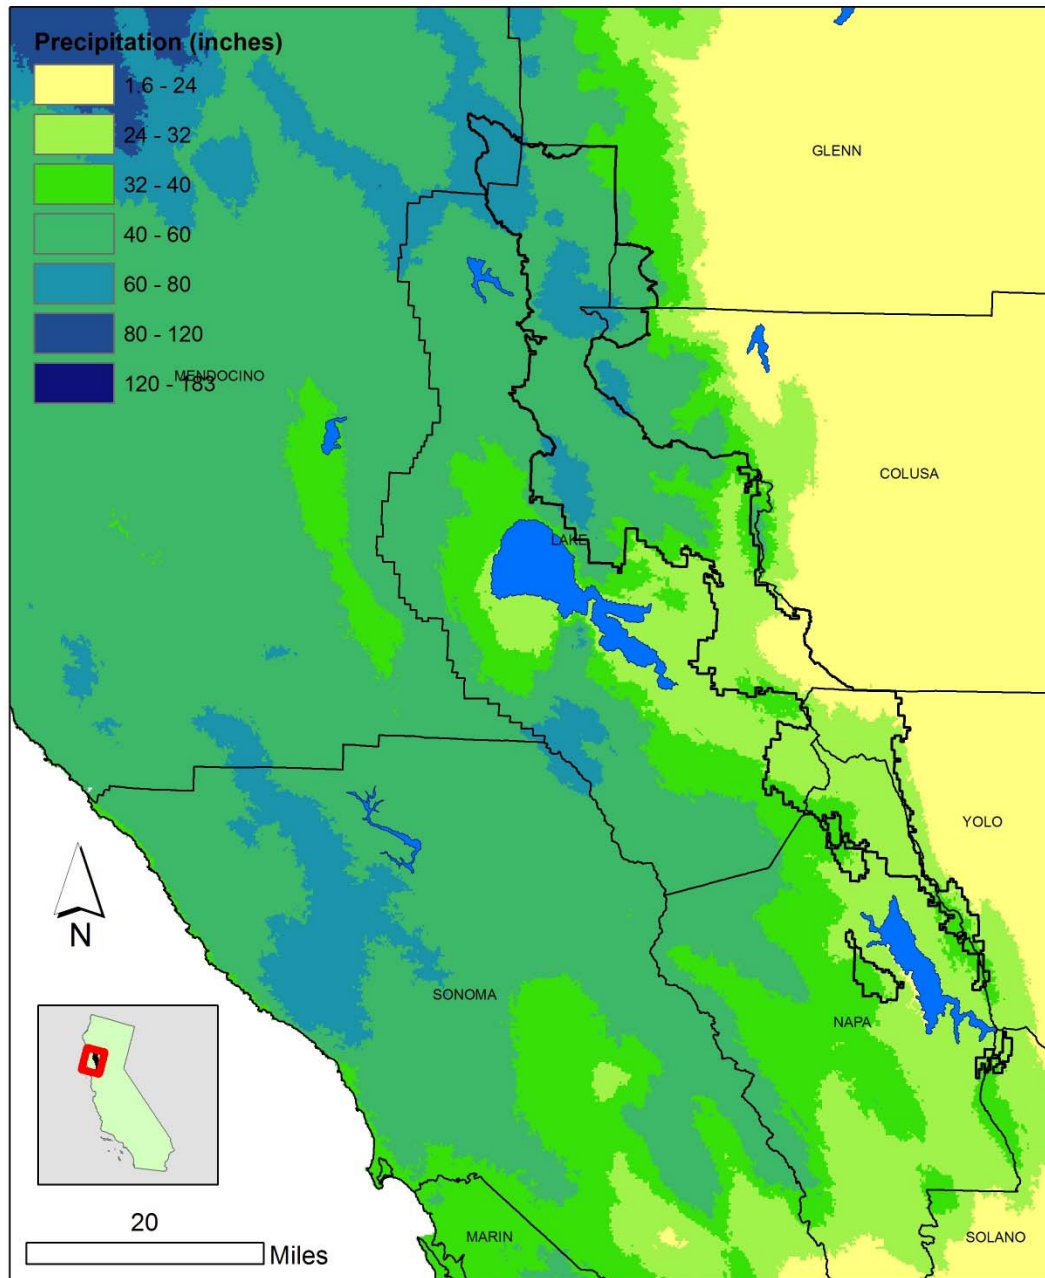 Precipitation (inches)
1.6 - 24
24 - 32
32 - 40
40 - 60
60 - 80
80 - 120
120 - 183
MENDOCINO
GLENN
COLUSA
LAKE
YOLO
SONOMA
NAPA
MARIN
SOLANO
N
20
Miles